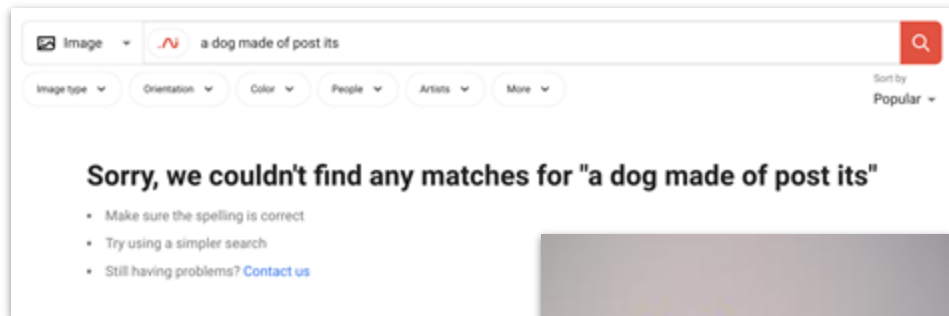 Image
a dog made of post its
Image type Orientation Color People Artists More
Sort by
Popular
Sorry, we couldn't find any matches for "a dog made of post its"
Make sure the spelling is correct
Try using a simpler search
Still having problems? Contact us